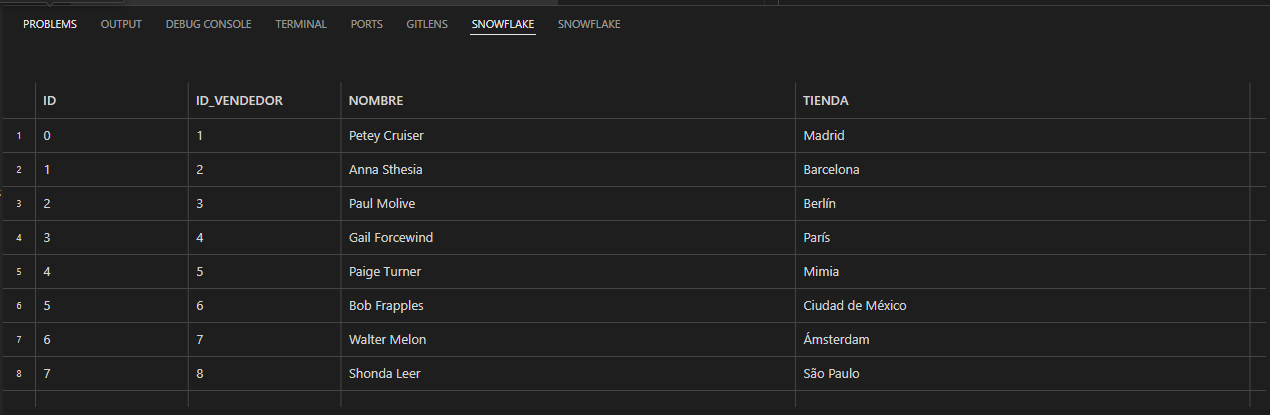 PROBLEMS OUTPUT DEBUG CONSOLE TERMINAL PORTS GITLENS SNOWFLAKE SNOWFLAKE
ID ID_VENDEDOR NOMBRE TIENDA
1 0 1 Petey Cruiser Madrid
2 1 2 Anna Sthesia Barcelona
3 2 3 Paul Molive Berlín
4 3 4 Gail Forcewind París
5 4 5 Paige Turner Mimia
6 5 6 Bob Frapples Ciudad de México
7 6 7 Walter Melon Ámsterdam
8 7 8 Shonda Leer São Paulo